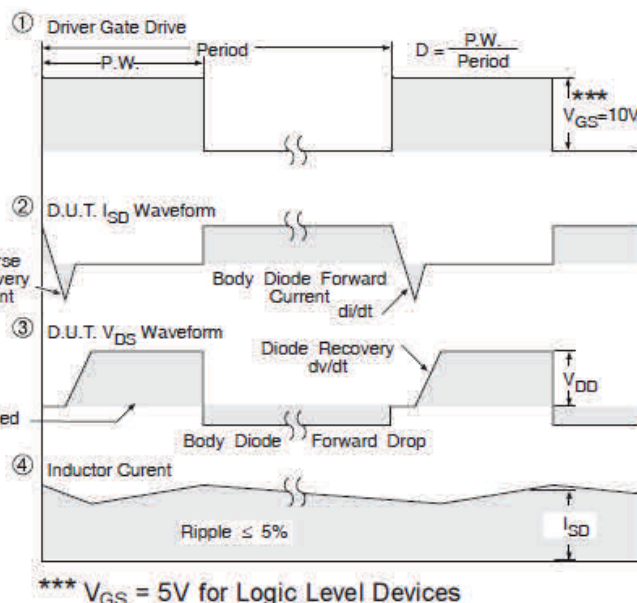 ① Driver Gate Drive
P.W.
Period
D = P.W.
Period
***
VGS=10V
② D.U.T. ISD Waveform
Body Diode Forward
Current
di/dt
③ D.U.T. VDS Waveform
Diode Recovery
dv/dt
VDD
Body Diode Forward Drop
④ Inductor Curent
Ripple ≤ 5%
ISD
*** VGS = 5V for Logic Level Devices